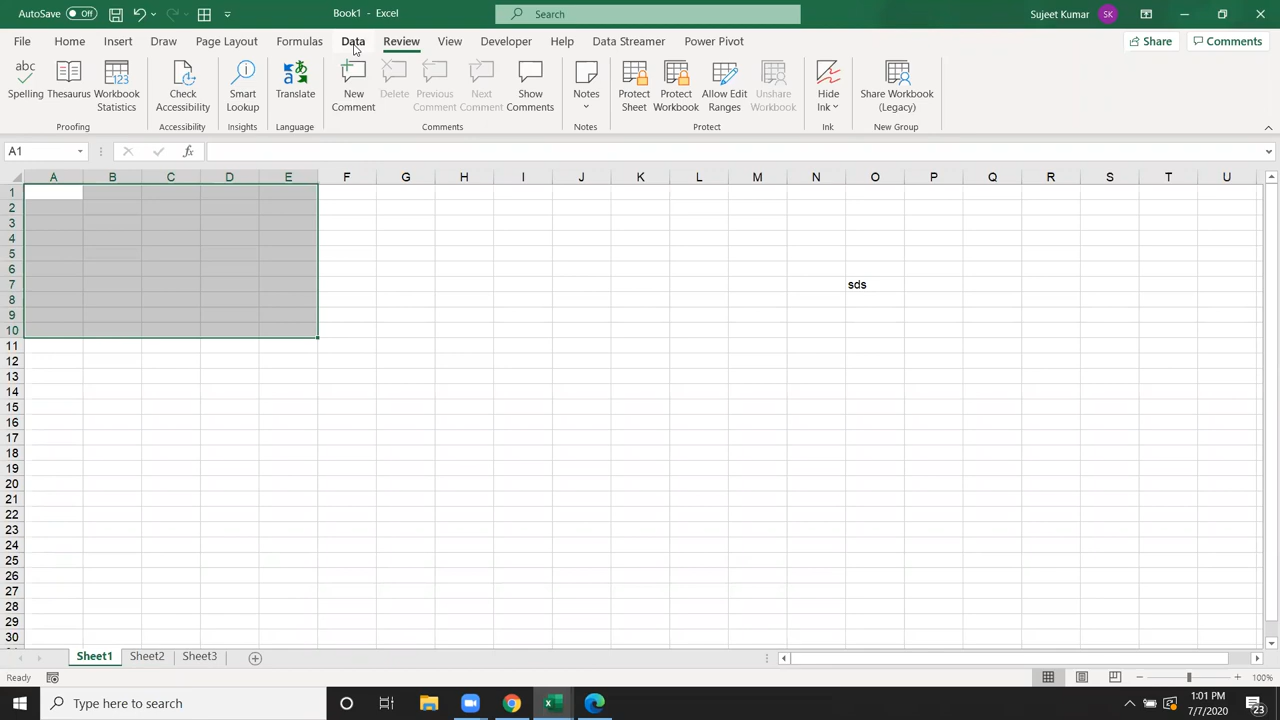 AutoSave Off Book1 - Excel Search Sujeet Kumar SK
File Home Insert Draw Page Layout Formulas Data Review View Developer Help Data Streamer Power Pivot Share Comments
abc
Spelling Thesaurus Workbook Statistics Check Accessibility Smart Lookup Translate New Comment Delete Previous Comment Next Comment Show Comments Notes Protect Sheet Protect Workbook Allow Edit Ranges Unshare Workbook Hide Ink Share Workbook (Legacy)
Proofing Accessibility Insights Language Comments Notes Protect Ink New Group
A1 fx
A B C D E F G H I J K L M N O P Q R S T U
1
2
3
4
5
6
7 sds
8
9
10
11
12
13
14
15
16
17
18
19
20
21
22
23
24
25
26
27
28
29
30
Sheet1 Sheet2 Sheet3
Ready 100%
Type here to search 1:01 PM
7/7/2020 23